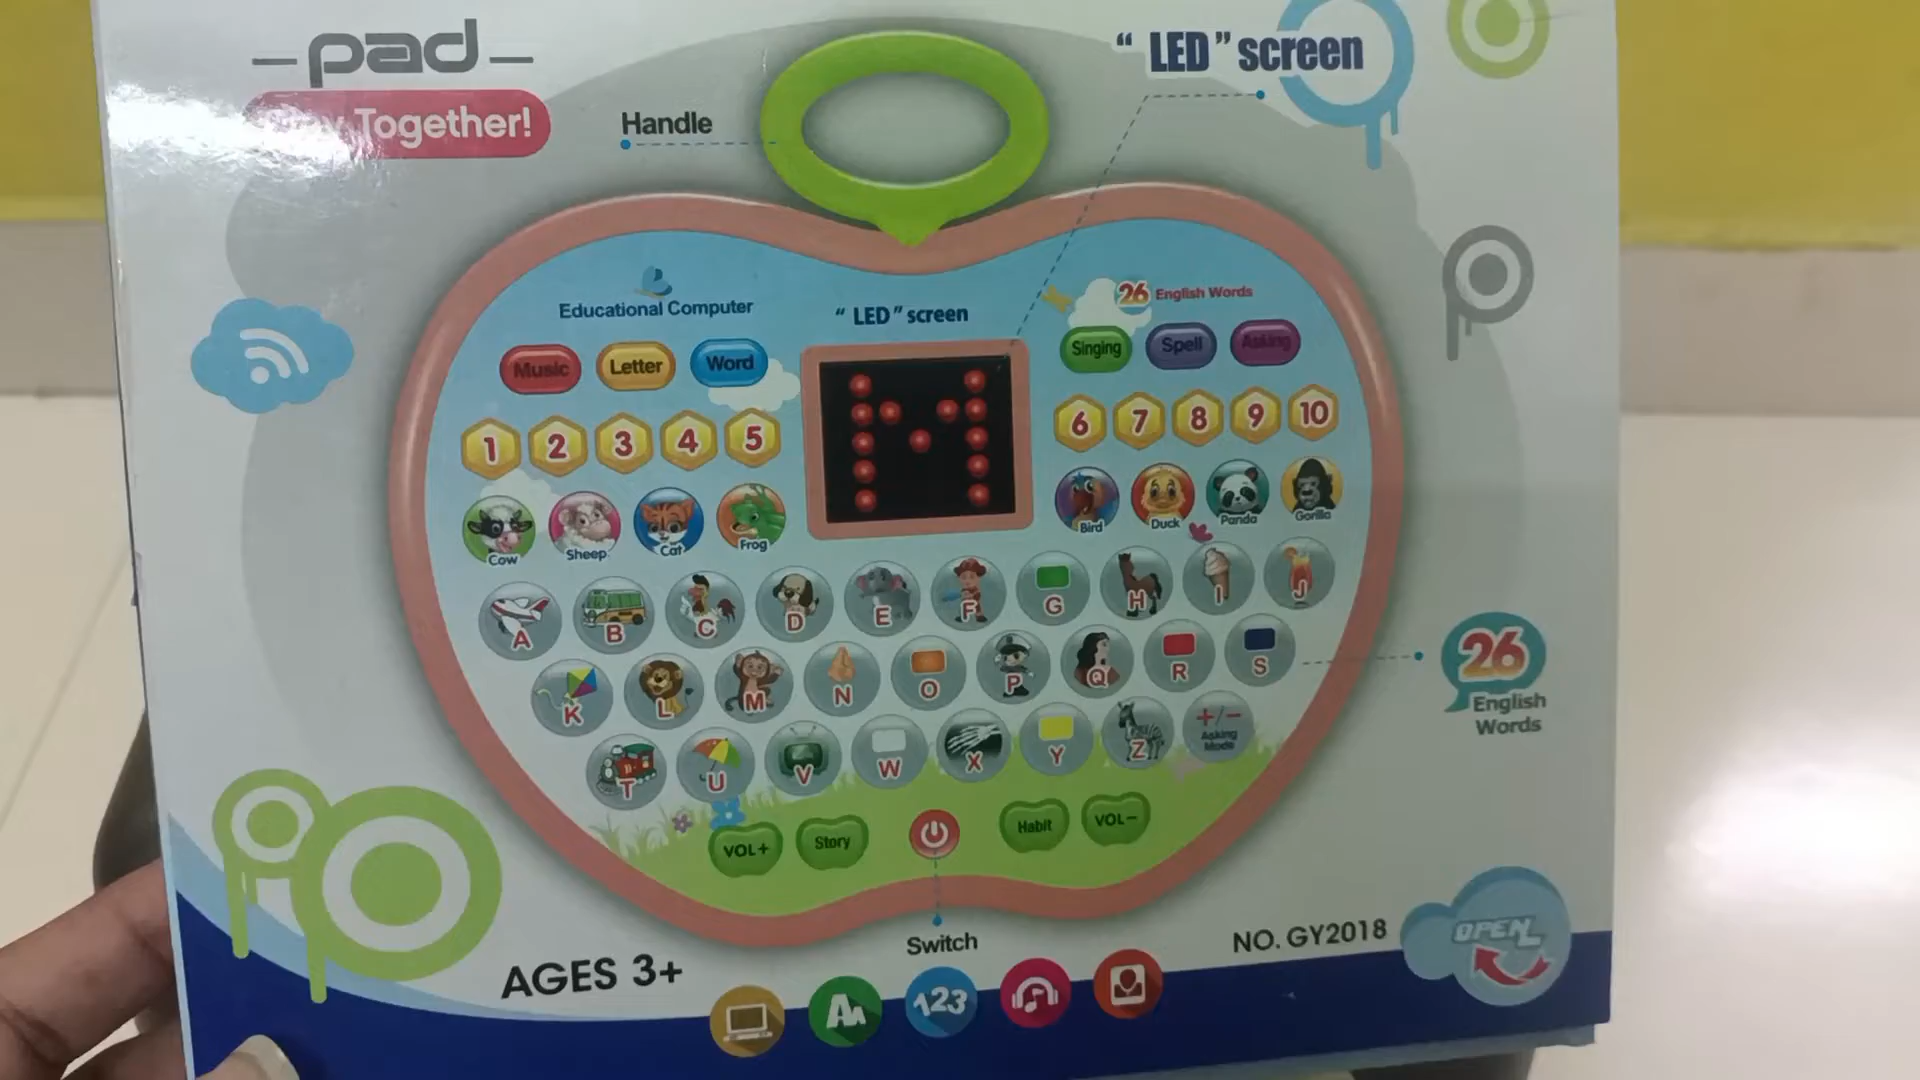 pad
Together!
Handle
“ LED ” screen
Educational Computer
“ LED ” screen
26 English Words
Music Letter Word
Singing Spell Asking
1 2 3 4 5
6 7 8 9 10
Cow Sheep Cat Frog
Bird Duck Panda Gorilla
A B C D E F G H I J
K L M N O P Q R S
T U V W X Y Z +/- Asking Mode
26
English
Words
VOL+ Story Habit VOL-
Switch
AGES 3+
NO. GY2018
OPEN
123